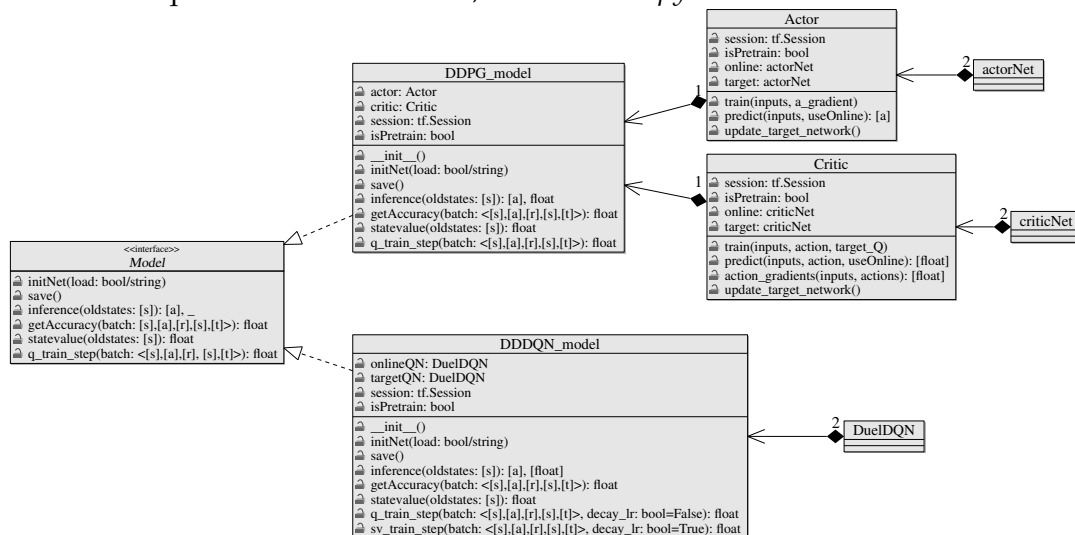 Actor
session: tf.Session
isPretrain: bool
online: actorNet
target: actorNet
train(inputs, a_gradient)
predict(inputs, useOnline): [a]
update_target_network()
2
actorNet
DDPG_model
actor: Actor
critic: Critic
session: tf.Session
isPretrain: bool
__init__()
initNet(load: bool/string)
save()
inference(oldstates: [s]): [a], float
getAccuracy(batch: <[s],[a],[r],[s],[t]>): float
statevalue(oldstates: [s]): float
q_train_step(batch: <[s],[a],[r],[s],[t]>): float
1
1
Critic
session: tf.Session
isPretrain: bool
online: criticNet
target: criticNet
train(inputs, action, target_Q)
predict(inputs, action, useOnline): [float]
action_gradients(inputs, actions): [float]
update_target_network()
2
criticNet
<<interface>>
Model
initNet(load: bool/string)
save()
inference(oldstates: [s]): [a], _
getAccuracy(batch: [s],[a],[r],[s],[t]>): float
statevalue(oldstates: [s]): float
q_train_step(batch: <[s],[a],[r], [s],[t]>): float
DDDQN_model
onlineQN: DuelDQN
targetQN: DuelDQN
session: tf.Session
isPretrain: bool
__init__()
initNet(load: bool/string)
save()
inference(oldstates: [s]): [a], [float]
getAccuracy(batch: <[s],[a],[r],[s],[t]>): float
statevalue(oldstates: [s]): float
q_train_step(batch: <[s],[a],[r],[s],[t]>, decay_lr: bool=False): float
sv_train_step(batch: <[s],[a],[r],[s],[t]>, decay_lr: bool=True): float
2
DuelDQN